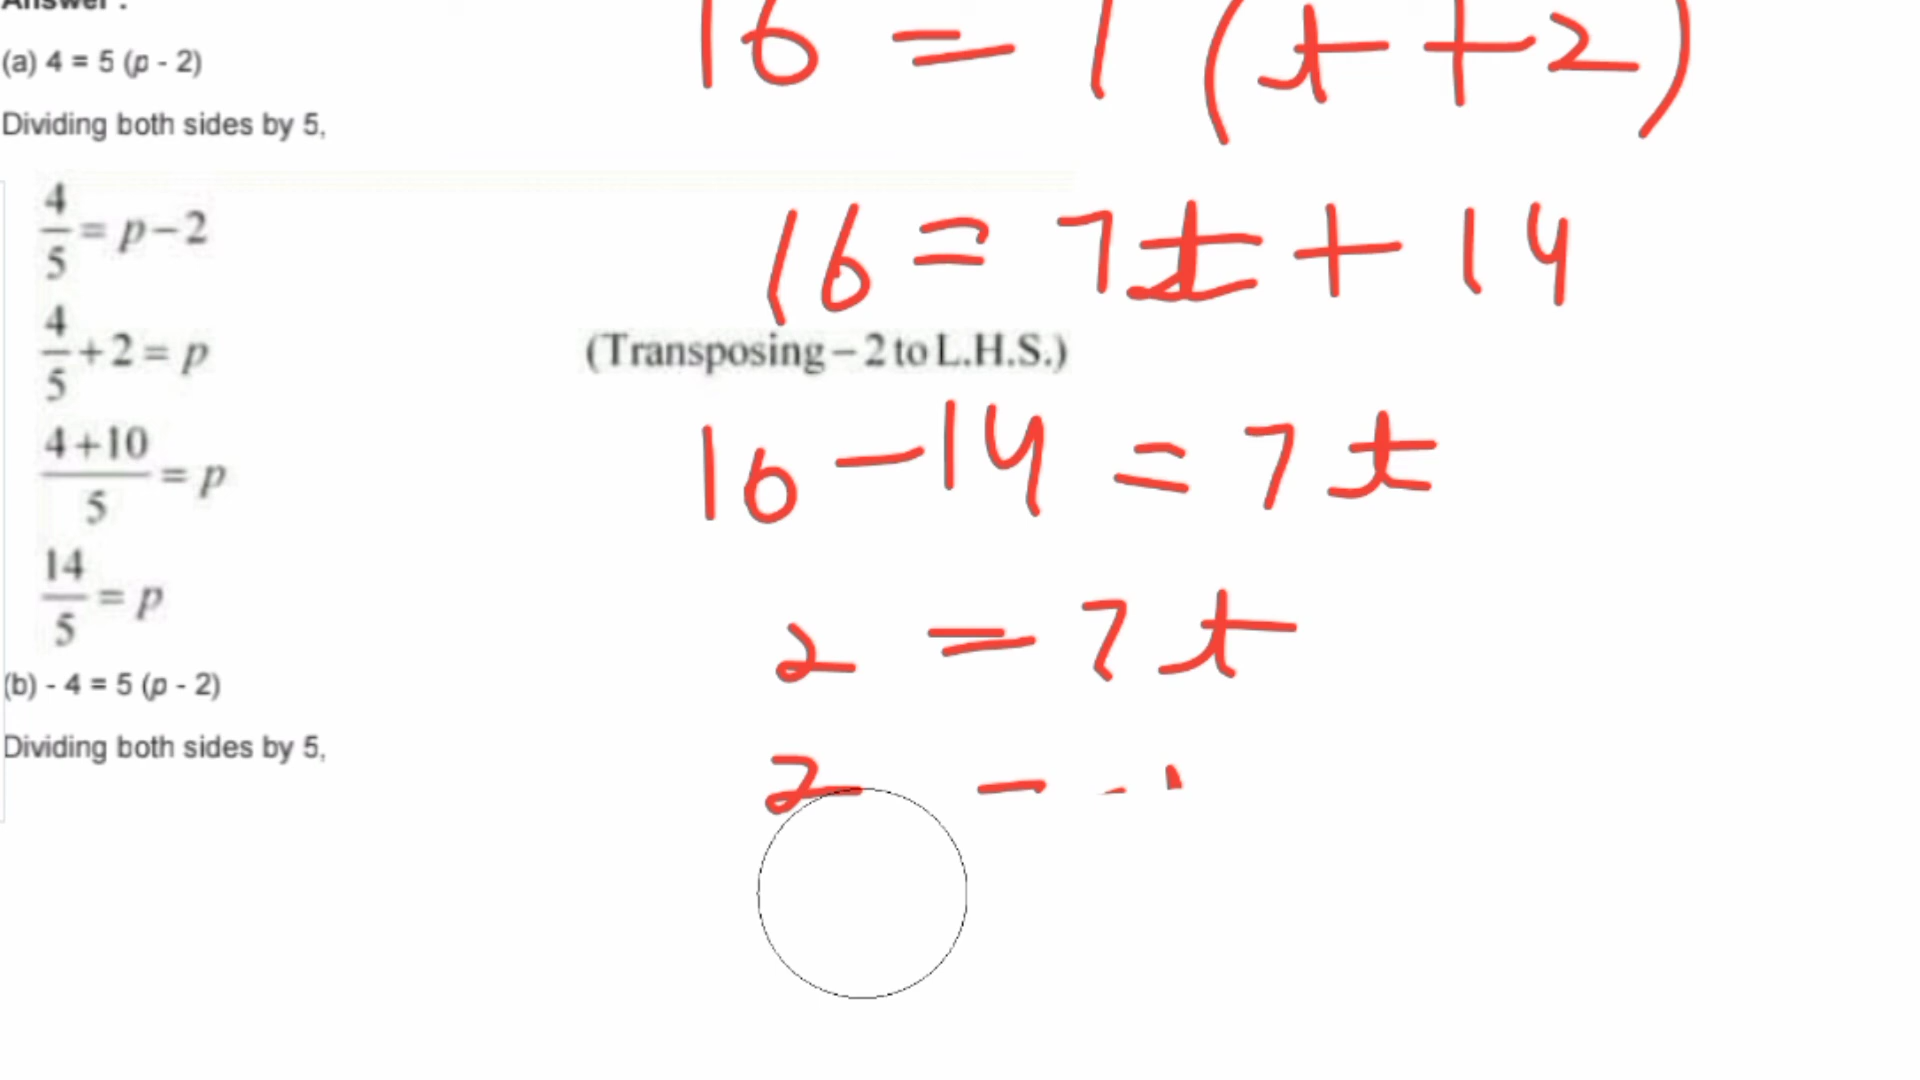 Answer :
(a) 4 = 5 (p - 2)
Dividing both sides by 5,
4/5 = p - 2
4/5 + 2 = p (Transposing - 2 to L.H.S.)
4 + 10/5 = p
14/5 = p
(b) - 4 = 5 (p - 2)
Dividing both sides by 5,
16 = 7 (t + 2)
16 = 7t + 14
16 - 14 = 7t
2 = 7t
2